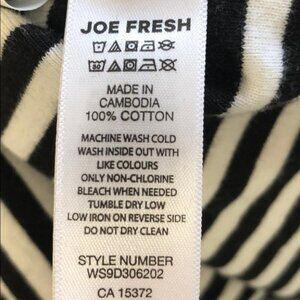 JOE FRESH
MADE IN
CAMBODIA
100% COTTON
MACHINE WASH COLD
WASH INSIDE OUT WITH
LIKE COLOURS
ONLY NON-CHLORINE
BLEACH WHEN NEEDED
TUMBLE DRY LOW
LOW IRON ON REVERSE SIDE
DO NOT DRY CLEAN
STYLE NUMBER
WS9D306202
CA 15372